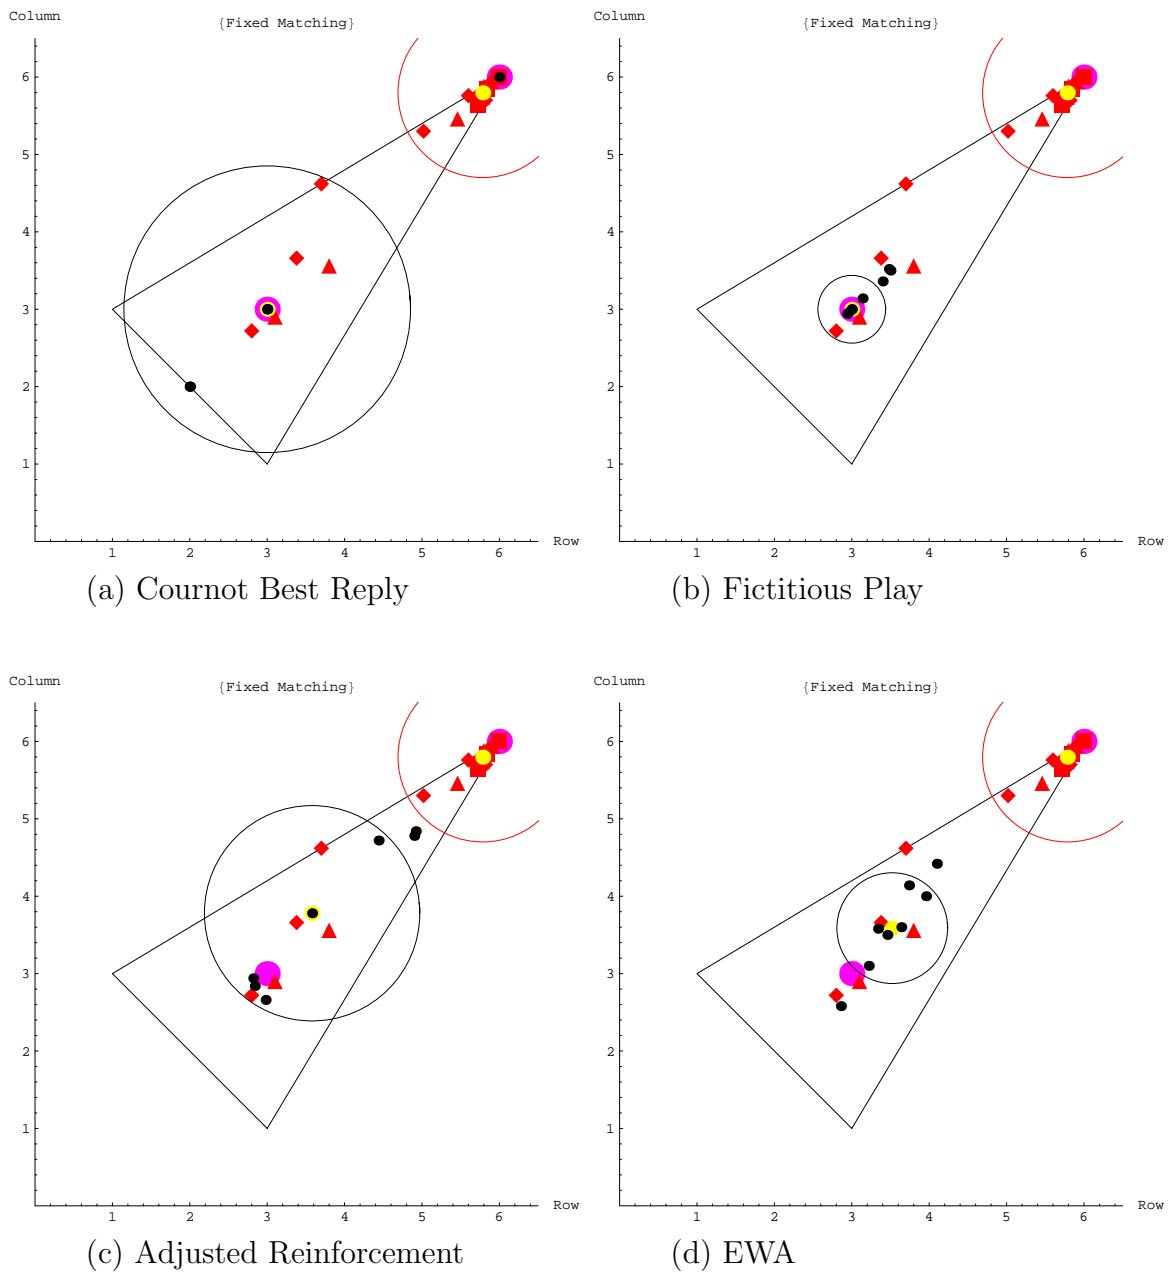 Column
{Fixed Matching}
6
5
4
3
2
1
1 2 3 4 5 6 Row
(a) Cournot Best Reply
Column
{Fixed Matching}
6
5
4
3
2
1
1 2 3 4 5 6 Row
(b) Fictitious Play
Column
{Fixed Matching}
6
5
4
3
2
1
1 2 3 4 5 6 Row
(c) Adjusted Reinforcement
Column
{Fixed Matching}
6
5
4
3
2
1
1 2 3 4 5 6 Row
(d) EWA